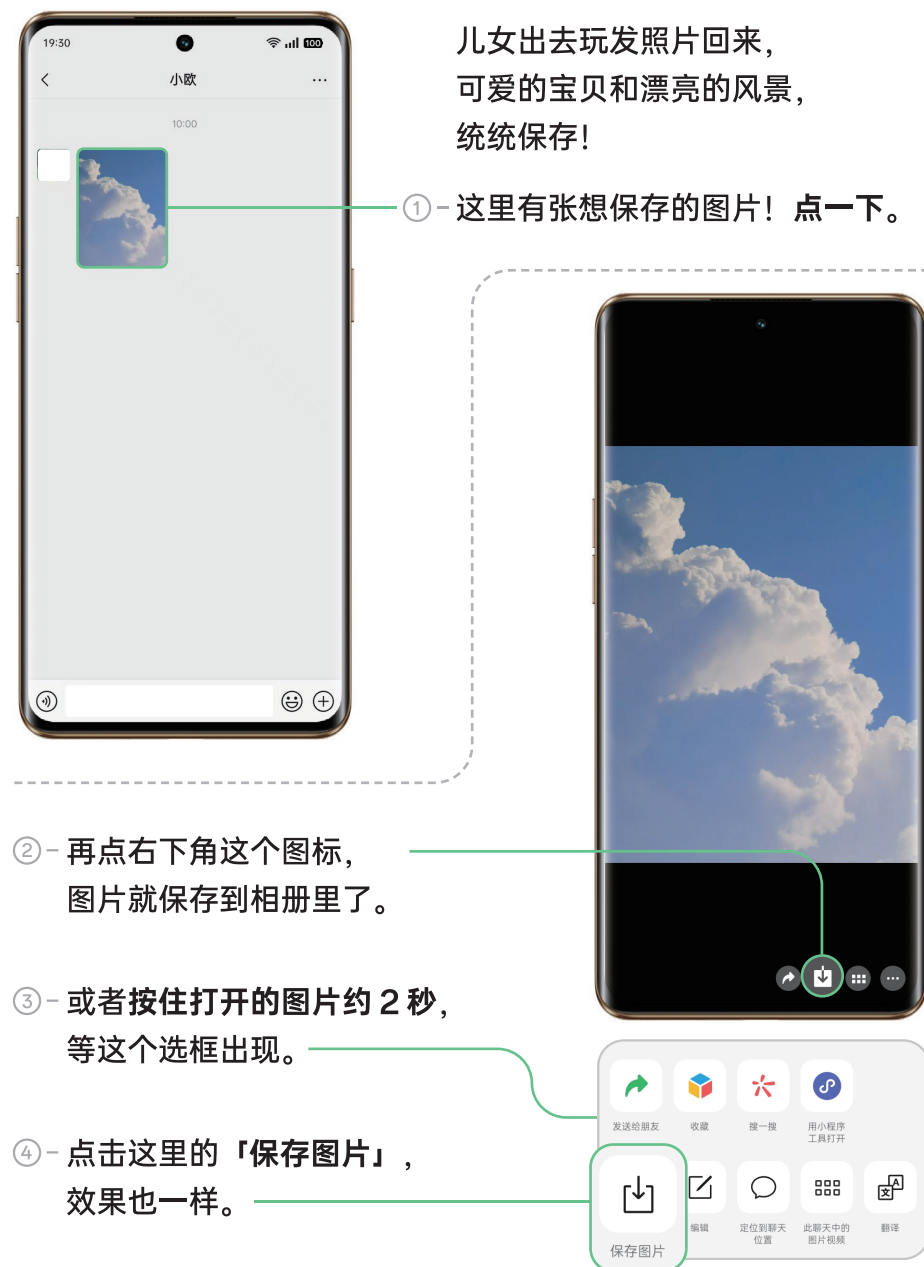 19:30
100
小欧
10:00
儿女出去玩发照片回来，
可爱的宝贝和漂亮的风景，
统统保存！
① 这里有张想保存的图片！点一下。
② 再点右下角这个图标，
图片就保存到相册里了。
③ 或者按住打开的图片约 2 秒，
等这个选框出现。
④ 点击这里的「保存图片」，
效果也一样。
发送给朋友
收藏
搜一搜
用小程序
工具打开
保存图片
编辑
定位到聊天
位置
此聊天中的
图片视频
翻译